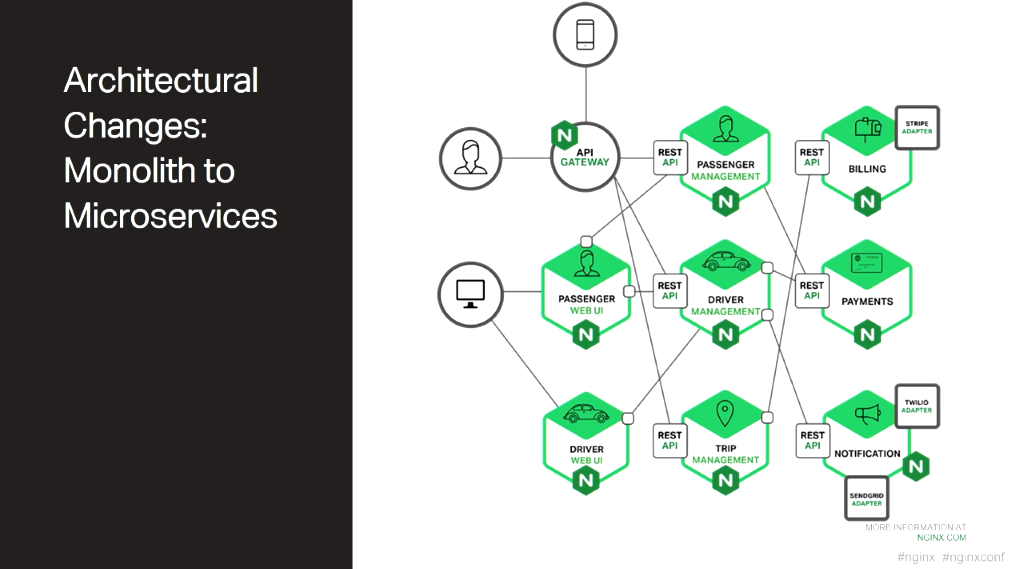 Architectural
Changes:
Monolith to
Microservices
N
API
GATEWAY
REST
API
PASSENGER
MANAGEMENT
N
REST
API
BILLING
N
STRIPE
ADAPTER
PASSENGER
WEB UI
N
REST
API
DRIVER
MANAGEMENT
N
REST
API
PAYMENTS
N
DRIVER
WEB UI
N
REST
API
TRIP
MANAGEMENT
N
REST
API
NOTIFICATION
N
TWILIO
ADAPTER
SENDGRID
ADAPTER
MORE INFORMATION AT
NGINX.COM
#nginx #nginxconf